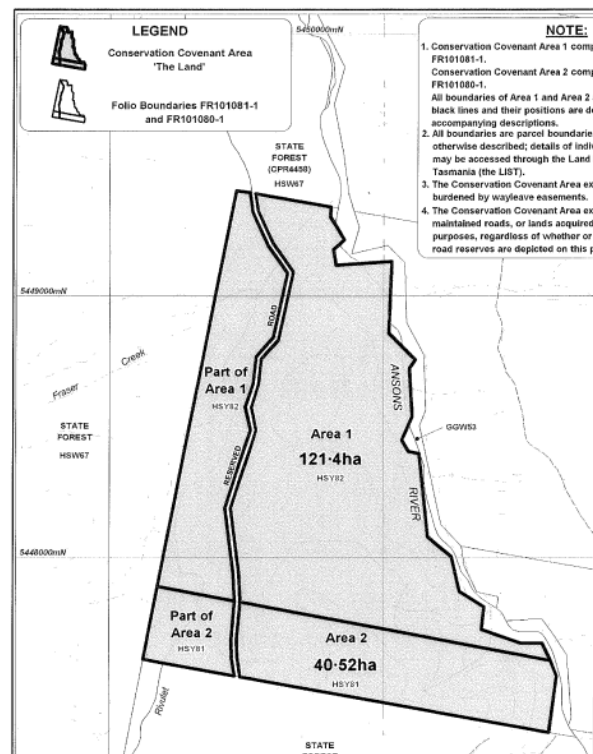 LEGEND
Conservation Covenant Area
'The Land'
Folio Boundaries FR101081-1
and FR101080-1
NOTE:
1. Conservation Covenant Area 1 comp
FR101081-1.
Conservation Covenant Area 2 comp
FR101080-1.
All boundaries of Area 1 and Area 2
black lines and their positions are de
accompanying descriptions.
2. All boundaries are parcel boundarie
otherwise described; details of indiv
may be accessed through the Land
Tasmania (the LIST).
3. The Conservation Covenant Area ex
burdened by wayleave easements.
4. The Conservation Covenant Area ex
maintained roads, or lands acquired
purposes, regardless of whether or
road reserves are depicted on this p
5450000mN
STATE
FOREST
(CPR4458)
HSW67
5449000mN
ROAD
Fraser
Creek
Part of
Area 1
HSY82
ANSONS
STATE
FOREST
HSW67
GGW53
Area 1
121·4ha
HSY82
RESERVED
RIVER
5448000mN
Part of
Area 2
HSY81
Area 2
40·52ha
HSY81
Rivulet
STATE